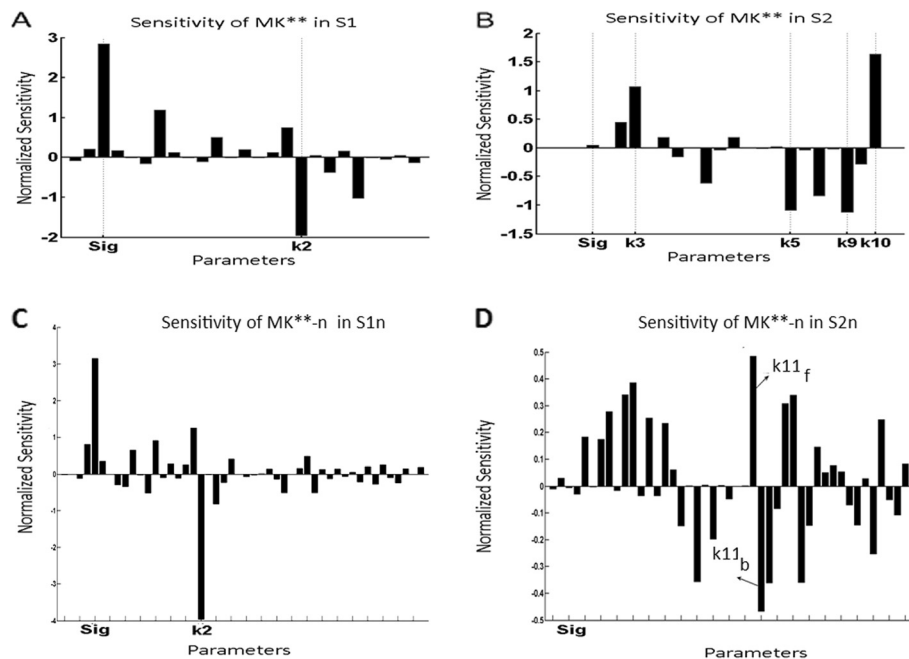 A
Sensitivity of MK** in S1
Normalized Sensitivity
3
2
1
0
-1
-2
Sig
k2
Parameters
B
Sensitivity of MK** in S2
Normalized Sensitivity
2
1.5
1
0.5
0
-0.5
-1
-1.5
Sig
k3
k5
k9
k10
Parameters
C
Sensitivity of MK**-n in S1n
Normalized Sensitivity
4
3
2
1
0
-1
-2
-3
-4
Sig
k2
Parameters
D
Sensitivity of MK**-n in S2n
Normalized Sensitivity
0.5
0.4
0.3
0.2
0.1
0
-0.1
-0.2
-0.3
-0.4
-0.5
k11f
k11b
Sig
Parameters